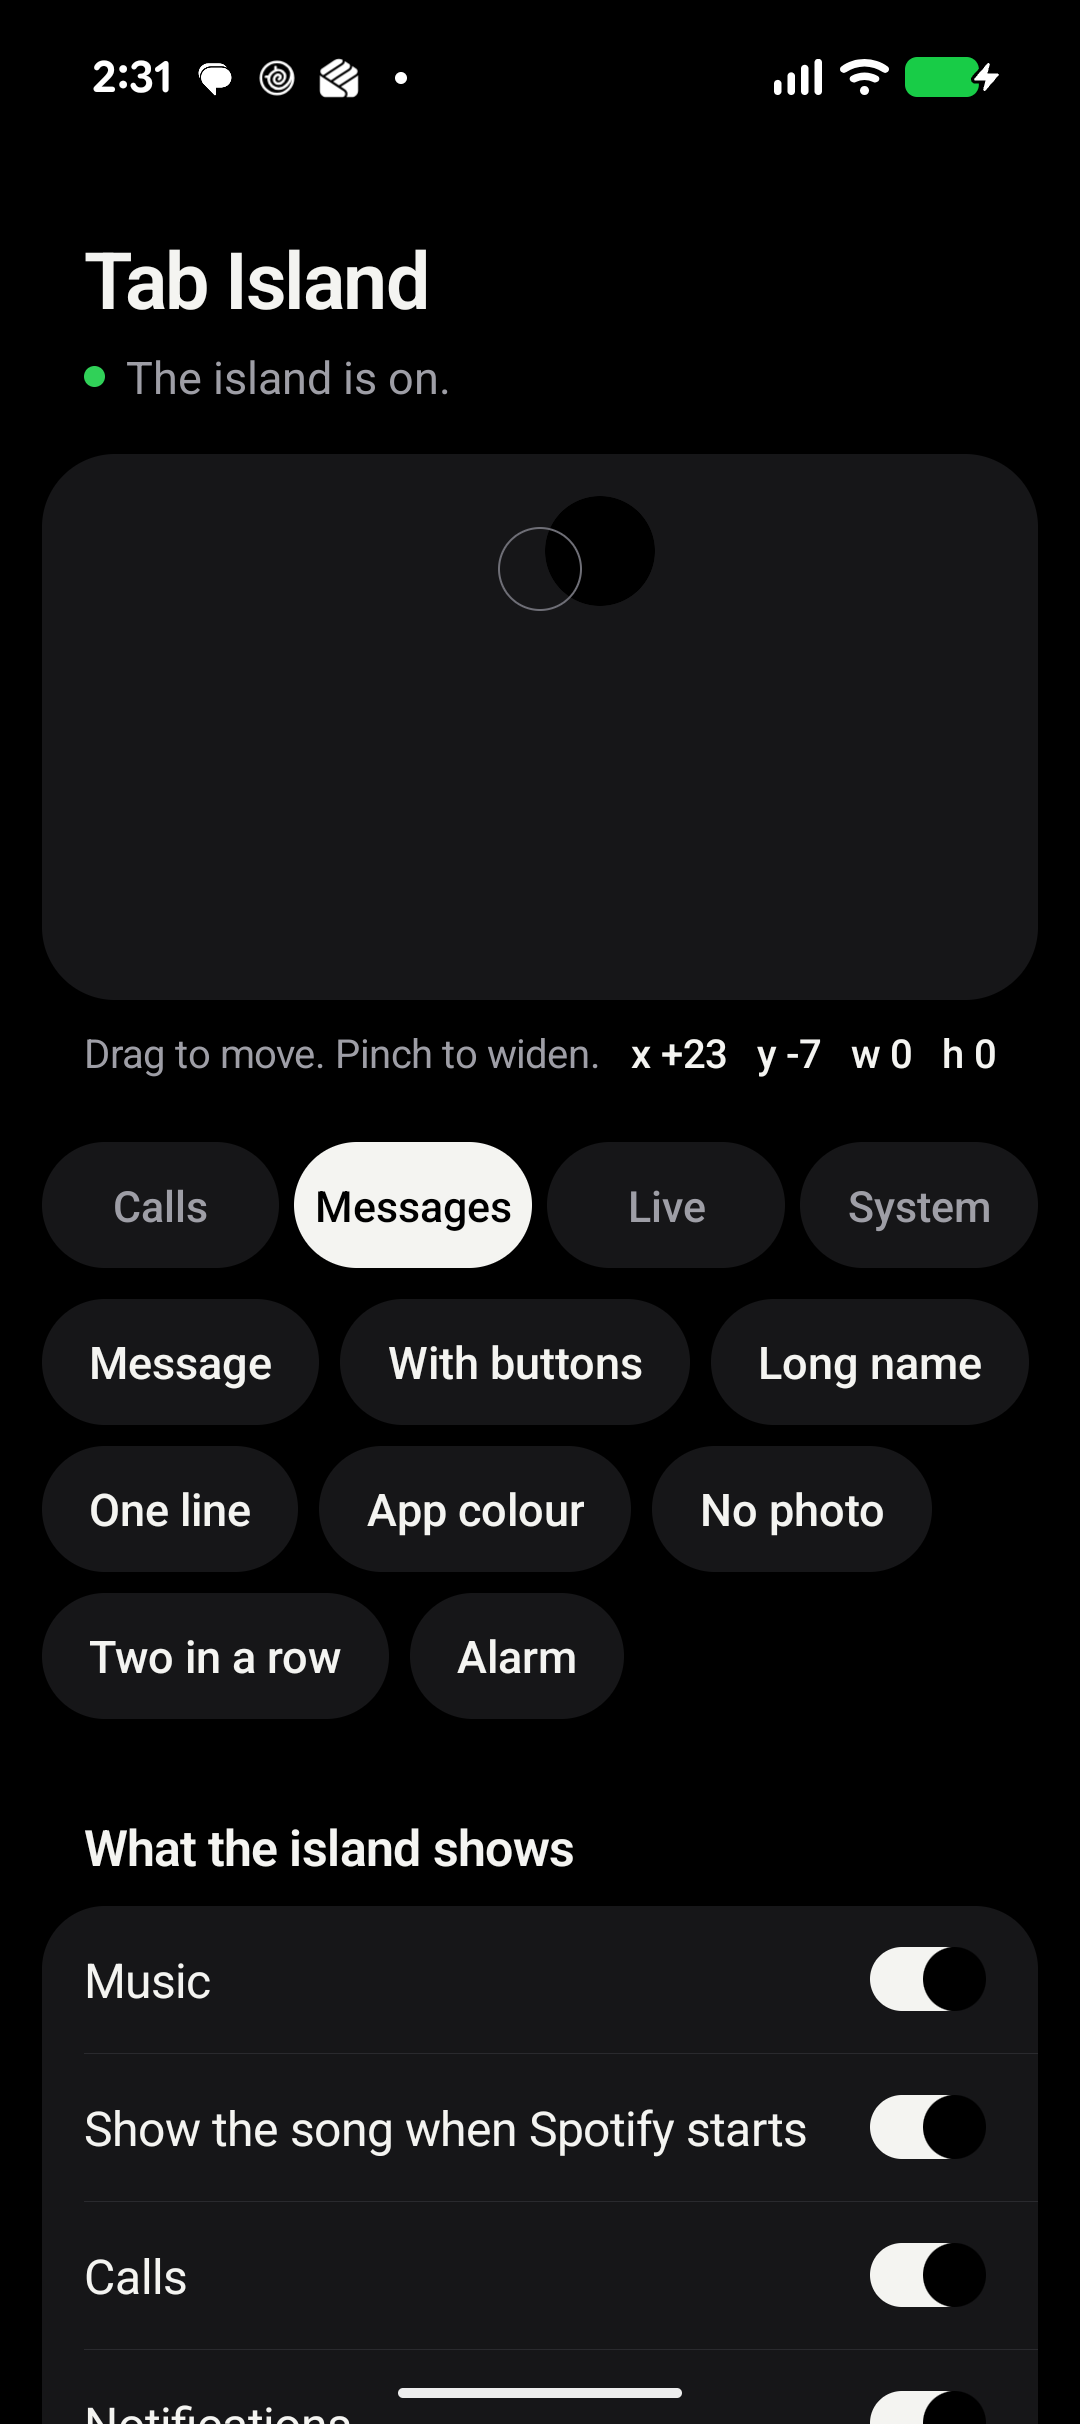 2:31
Tab Island
The island is on.
Drag to move. Pinch to widen. x +23 y -7 w 0 h 0
Calls Messages Live System
Message With buttons Long name
One line App colour No photo
Two in a row Alarm
What the island shows
Music
Show the song when Spotify starts
Calls
Notifications